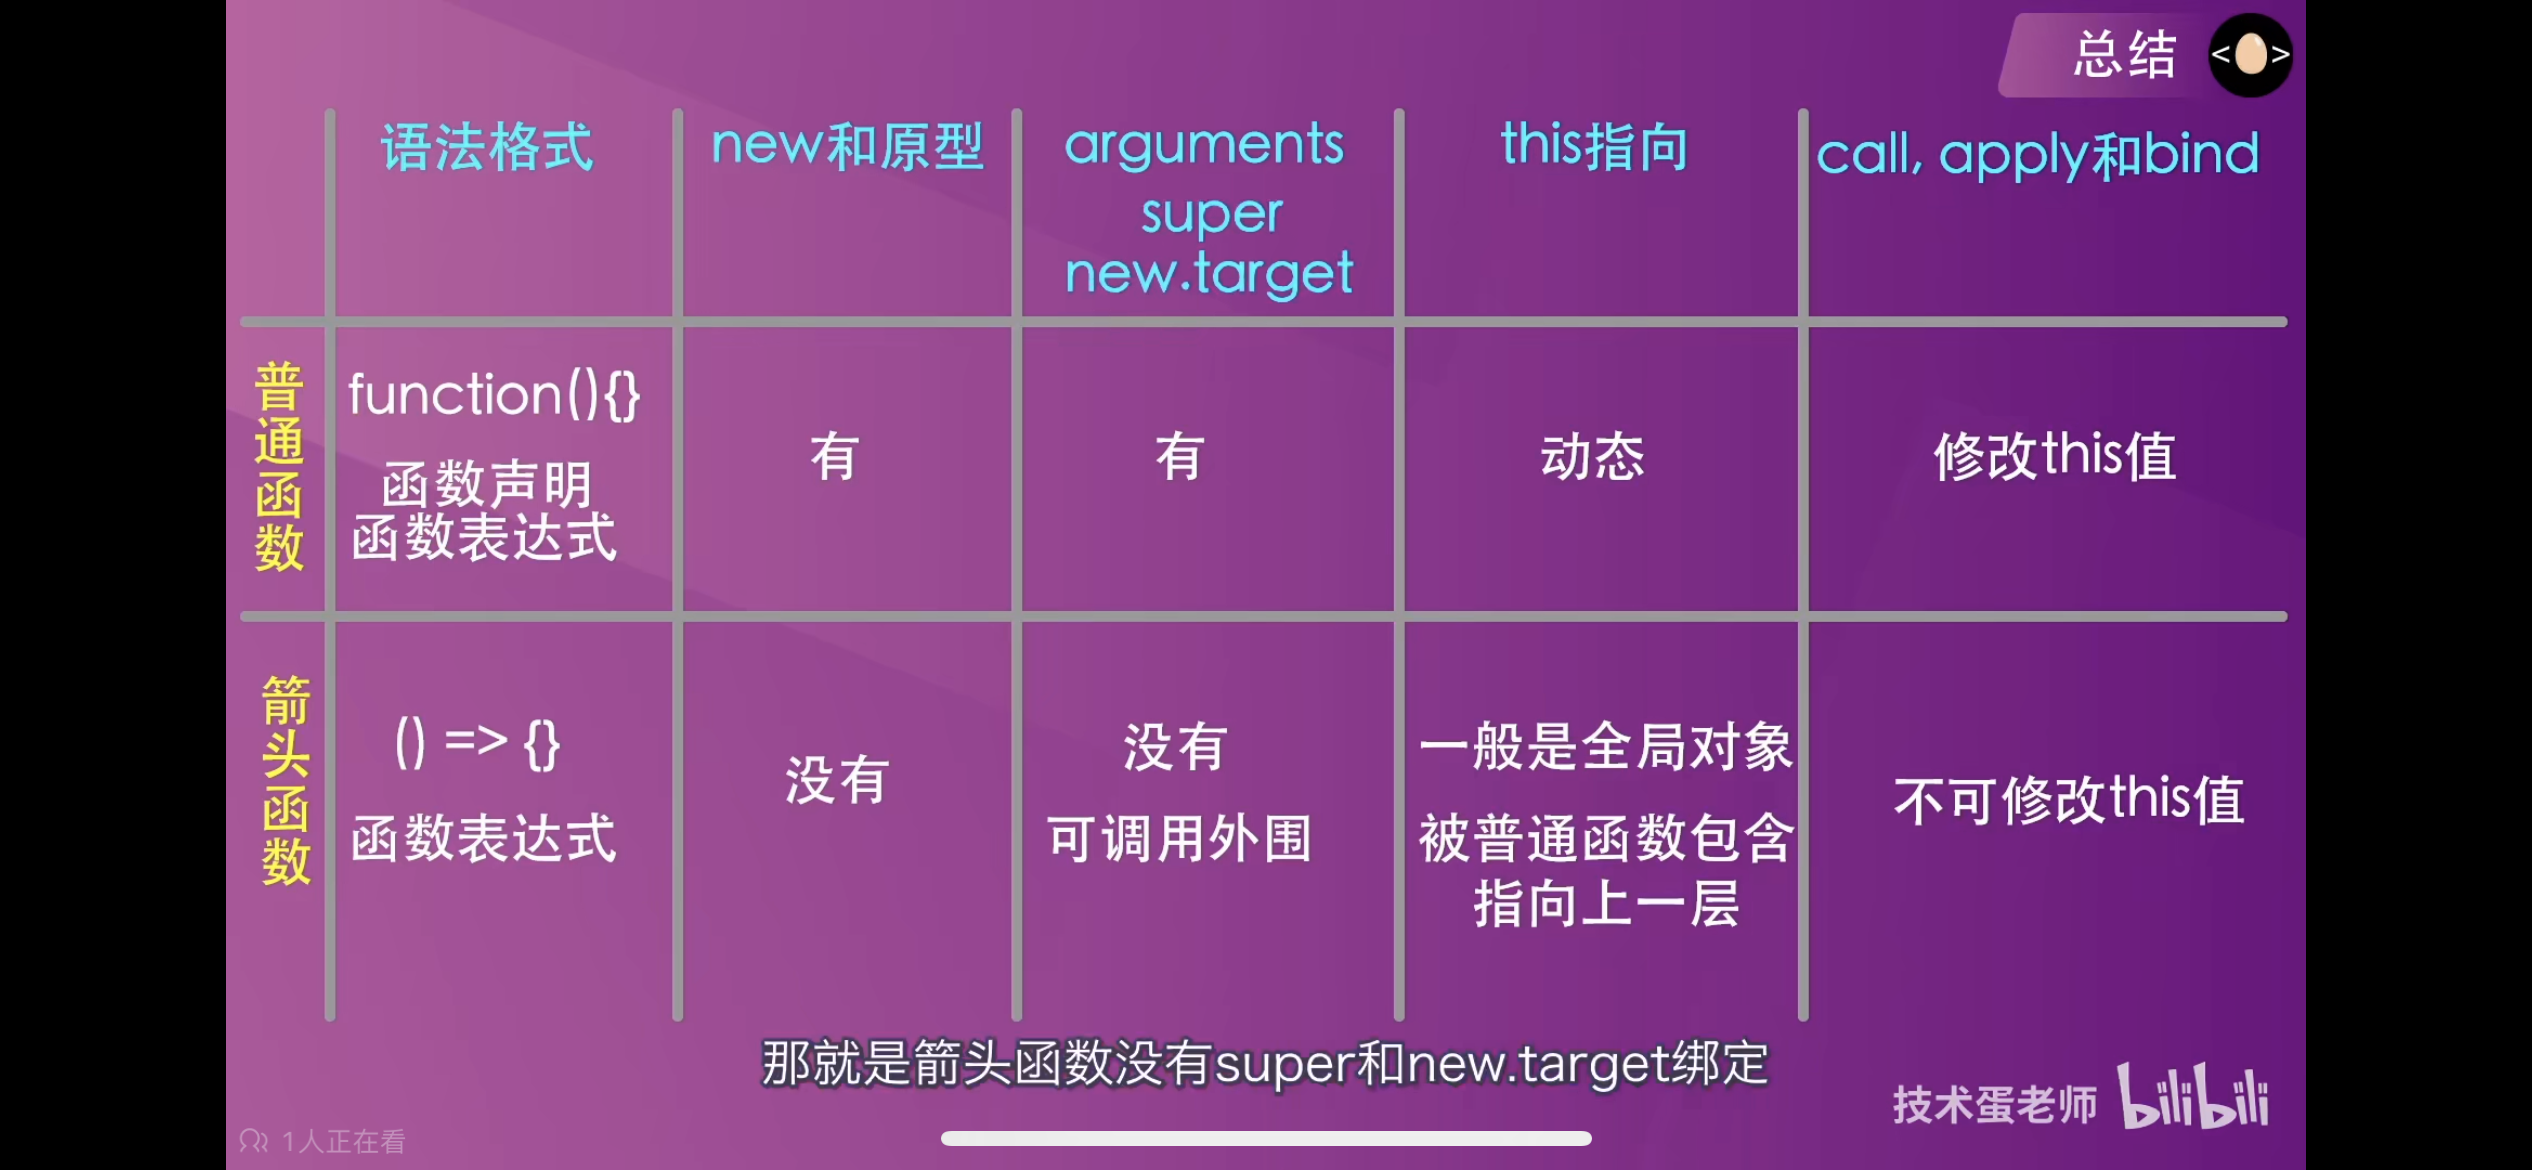 总结
< >
语法格式
new和原型
arguments
super
new.target
this指向
call, apply和bind
普通函数
function(){}
函数声明
函数表达式
有
有
动态
修改this值
箭头函数
() => {}
函数表达式
没有
没有
可调用外围
一般是全局对象
被普通函数包含
指向上一层
不可修改this值
那就是箭头函数没有super和new.target绑定
技术蛋老师 bilibili
1人正在看